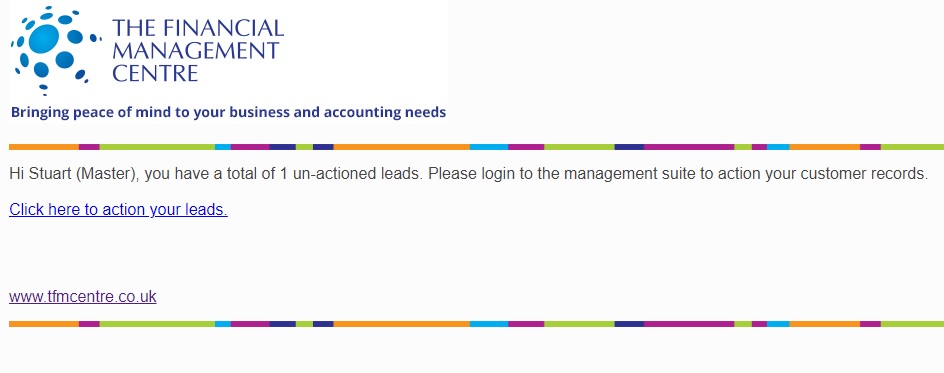 THE FINANCIAL
MANAGEMENT
CENTRE
Bringing peace of mind to your business and accounting needs
Hi Stuart (Master), you have a total of 1 un-actioned leads. Please login to the management suite to action your customer records.
Click here to action your leads.
www.tfmcentre.co.uk